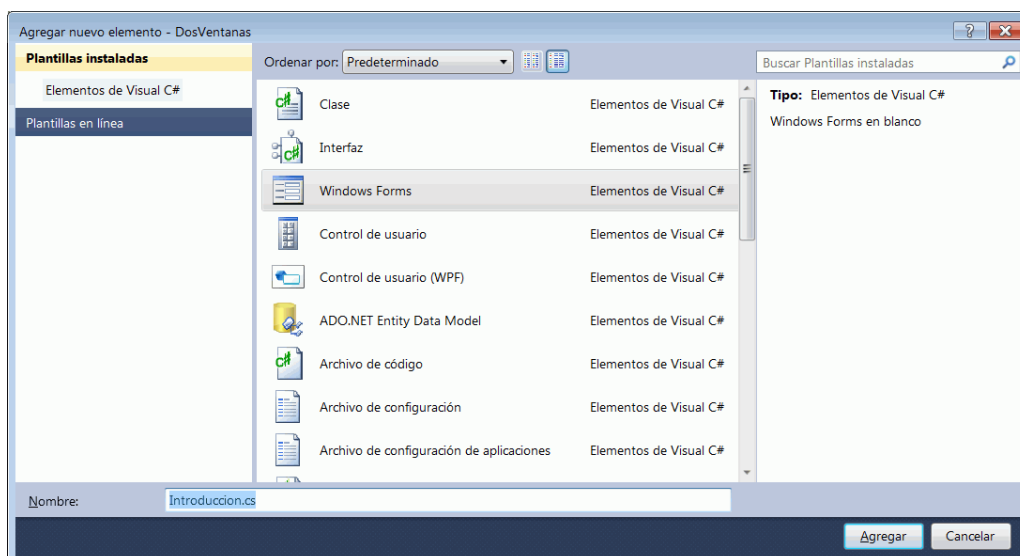 Agregar nuevo elemento - DosVentanas
Plantillas instaladas
Elementos de Visual C#
Plantillas en línea
Ordenar por: Predeterminado
Clase Elementos de Visual C#
Interfaz Elementos de Visual C#
Windows Forms Elementos de Visual C#
Control de usuario Elementos de Visual C#
Control de usuario (WPF) Elementos de Visual C#
ADO.NET Entity Data Model Elementos de Visual C#
Archivo de código Elementos de Visual C#
Archivo de configuración Elementos de Visual C#
Archivo de configuración de aplicaciones Elementos de Visual C#
Buscar Plantillas instaladas
Tipo: Elementos de Visual C#
Windows Forms en blanco
Nombre: Introduccion.cs
Agregar Cancelar